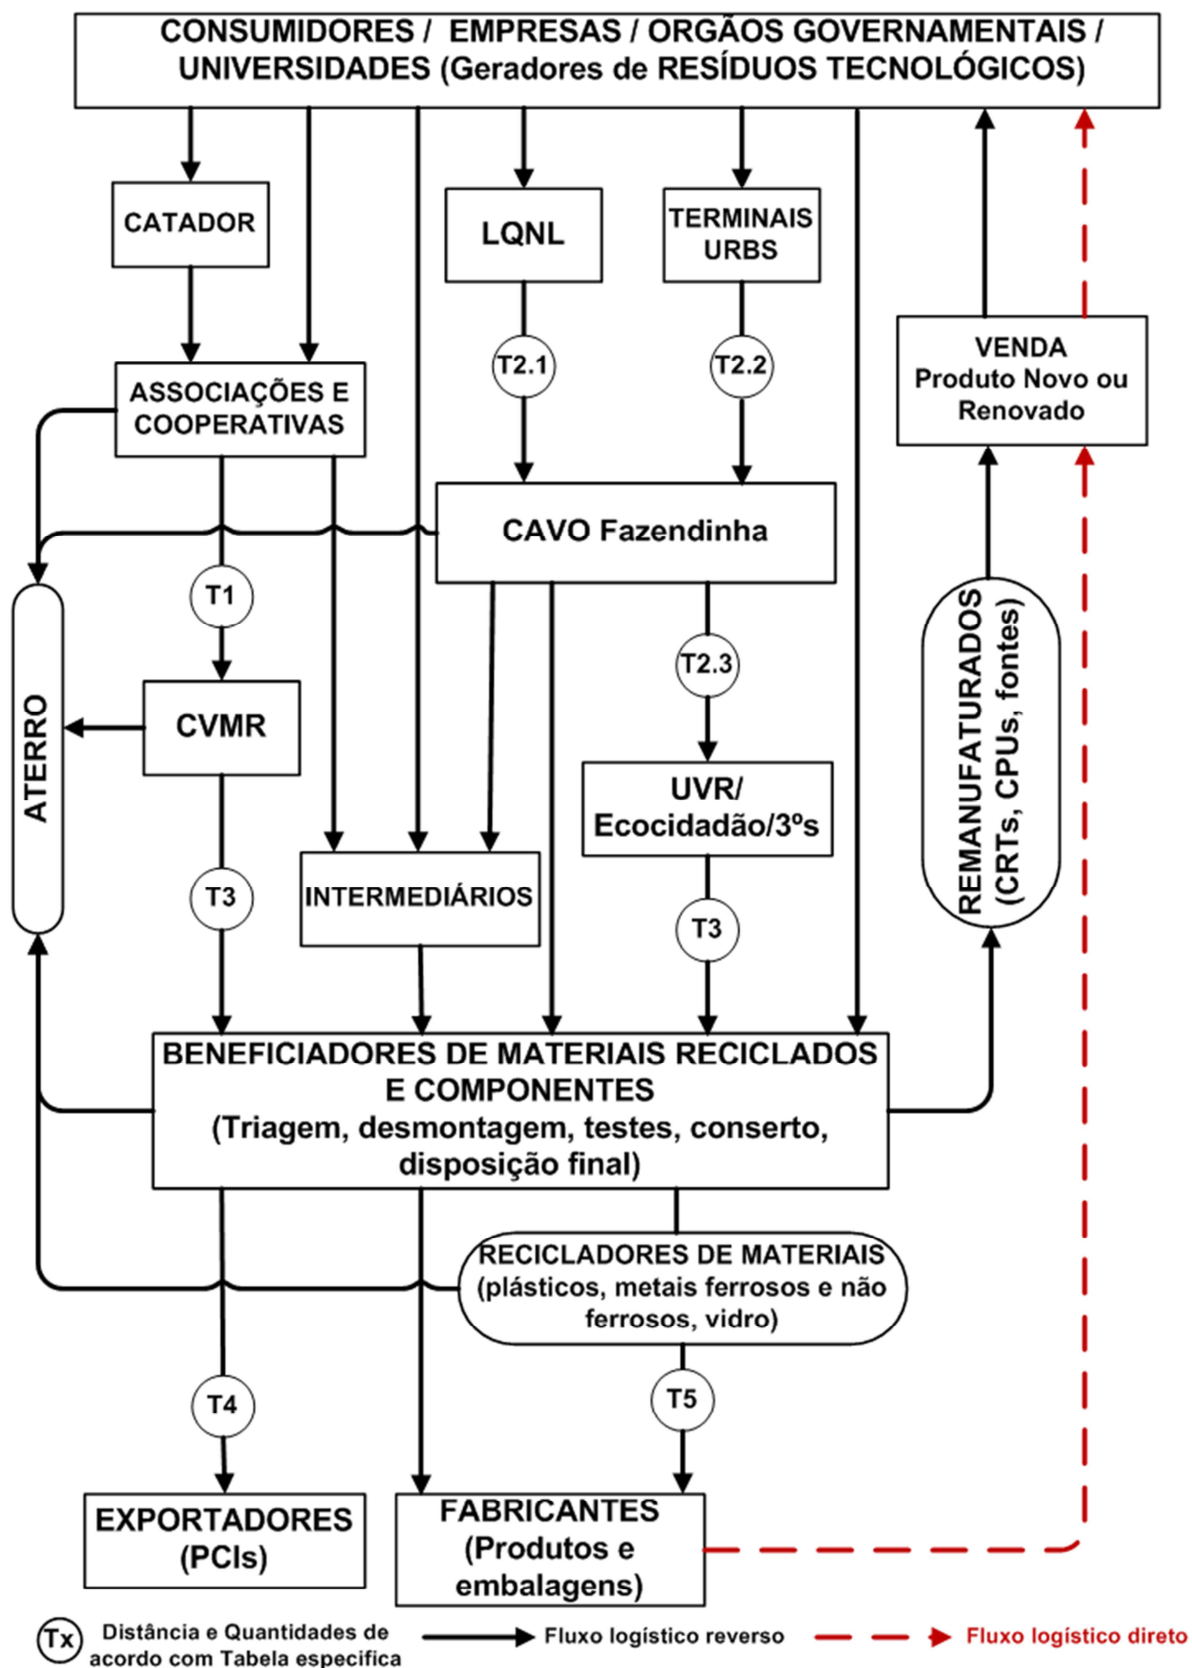 CONSUMIDORES / EMPRESAS / ORGÃOS GOVERNAMENTAIS /
UNIVERSIDADES (Geradores de RESÍDUOS TECNOLÓGICOS)
CATADOR
LQNL
TERMINAIS
URBS
T2.1
T2.2
VENDA
Produto Novo ou
Renovado
ASSOCIAÇÕES E
COOPERATIVAS
CAVO Fazendinha
T1
T2.3
ATERRO
CVMR
UVR/
Ecocidadão/3ºs
REMANUFATURADOS
(CRTs, CPUs, fontes)
T3
INTERMEDIÁRIOS
T3
BENEFICIADORES DE MATERIAIS RECICLADOS
E COMPONENTES
(Triagem, desmontagem, testes, conserto,
disposição final)
RECICLADORES DE MATERIAIS
(plásticos, metais ferrosos e não
ferrosos, vidro)
T4
T5
EXPORTADORES
(PCIs)
FABRICANTES
(Produtos e
embalagens)
Tx
Distância e Quantidades de
acordo com Tabela especifica
Fluxo logístico reverso
Fluxo logístico direto